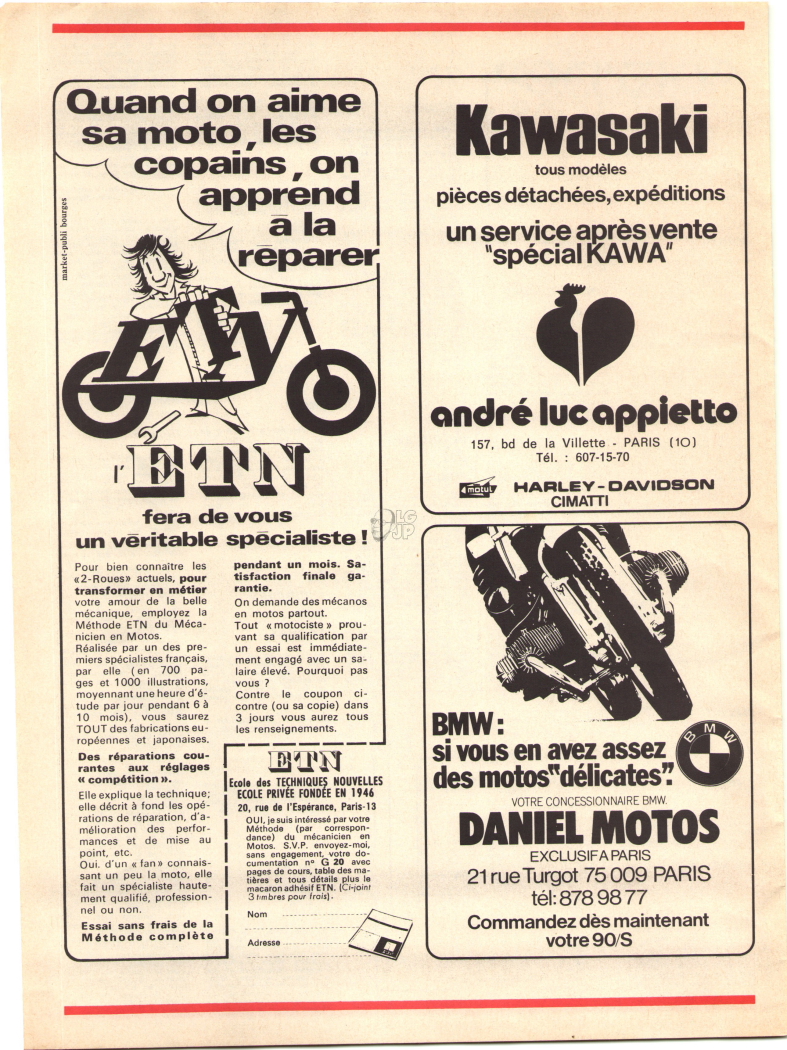 Quand on aime
sa moto, les
copains, on
apprend
à la
réparer
market-publi bourges
ETN
l'ETN
fera de vous
un véritable spécialiste !
Pour bien connaître les
«2-Roues» actuels, pour
transformer en métier
votre amour de la belle
mécanique, employez la
Méthode ETN du Méca-
nicien en Motos.
Réalisée par un des pre-
miers spécialistes français,
par elle (en 700 pa-
ges et 1000 illustrations,
moyennant une heure d'é-
tude par jour pendant 6 à
10 mois), vous saurez
TOUT des fabrications eu-
ropéennes et japonaises.
Des réparations cou-
rantes aux réglages
« compétition ».
Elle explique la technique;
elle décrit à fond les opé-
rations de réparation, d'a-
mélioration des perfor-
mances et de mise au
point, etc.
Oui, d'un « fan » connais-
sant un peu la moto, elle
fait un spécialiste haute-
ment qualifié, profession-
nel ou non.
Essai sans frais de la
Méthode complète
pendant un mois. Sa-
tisfaction finale ga-
rantie.
On demande des mécanos
en motos partout.
Tout « motociste » prou-
vant sa qualification par
un essai est immédiate-
ment engagé avec un sa-
laire élevé. Pourquoi pas
vous ?
Contre le coupon ci-
contre (ou sa copie) dans
3 jours vous aurez tous
les renseignements.
ETN
Ecole des TECHNIQUES NOUVELLES
ECOLE PRIVÉE FONDÉE EN 1946
20, rue de l'Espérance, Paris-13
OUI, je suis intéressé par votre
Méthode (par correspon-
dance) du mécanicien en
Motos. S.V.P. envoyez-moi,
sans engagement, votre do-
cumentation n° G 20 avec
pages de cours, table des ma-
tières et tous détails plus le
macaron adhésif ETN. (Ci-joint
3 timbres pour frais).
Nom
Adresse
Kawasaki
tous modèles
pièces détachées, expéditions
un service après vente
"spécial KAWA"
andré luc appietto
157, bd de la Villette - PARIS (10)
Tél. : 607-15-70
motul HARLEY-DAVIDSON
CIMATTI
LG
JP
BMW :
si vous en avez assez
des motos "délicates".
BMW
VOTRE CONCESSIONNAIRE BMW.
DANIEL MOTOS
EXCLUSIF A PARIS
21 rue Turgot 75 009 PARIS
tél: 878 98 77
Commandez dès maintenant
votre 90/S